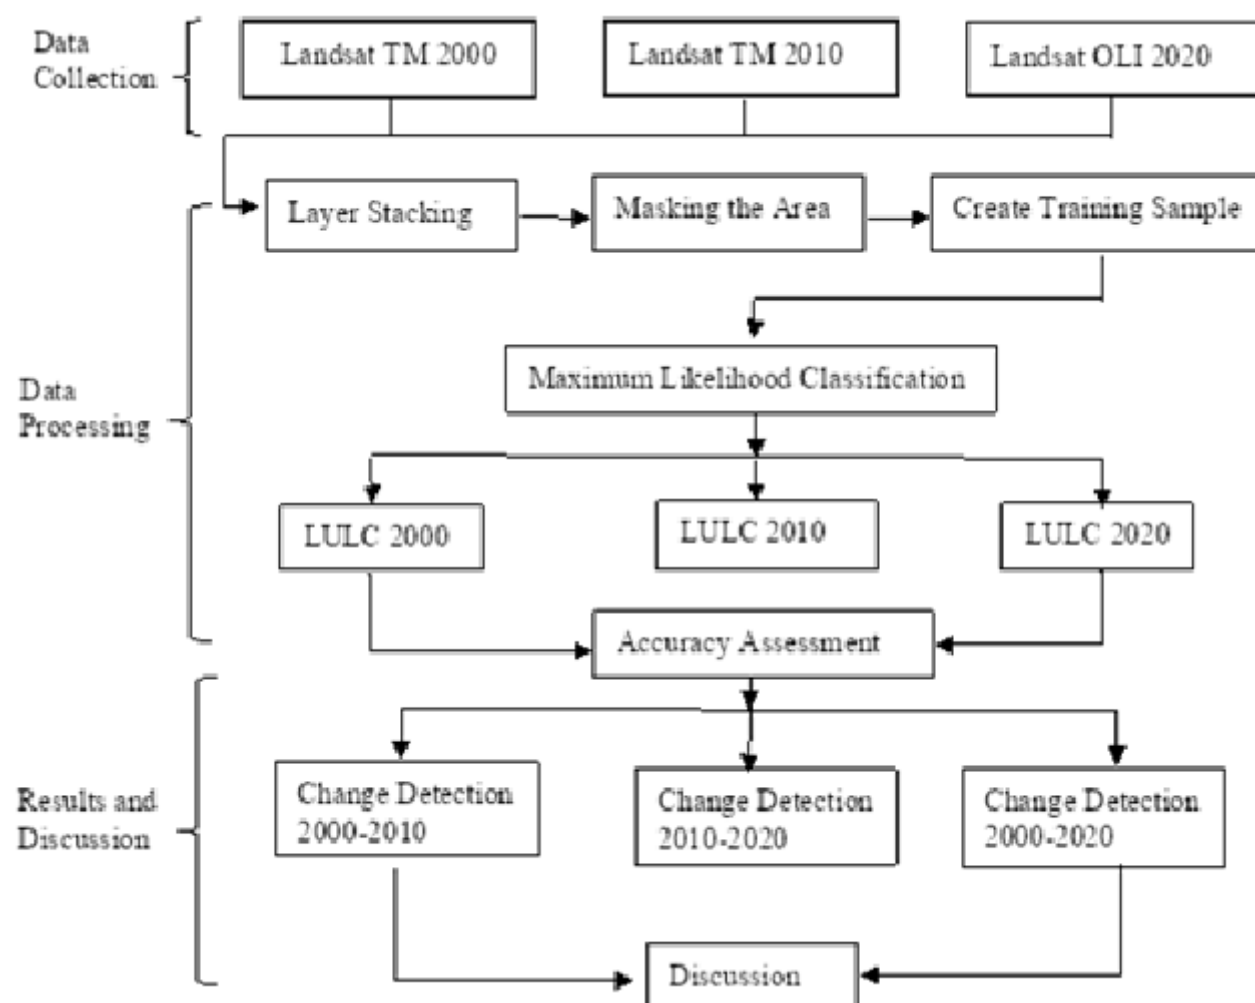 Data
Collection
Landsat TM 2000
Landsat TM 2010
Landsat OLI 2020
Layer Stacking
Masking the Area
Create Training Sample
Maximum Likelihood Classification
Data
Processing
LULC 2000
LULC 2010
LULC 2020
Accuracy Assessment
Results and
Discussion
Change Detection
2000-2010
Change Detection
2010-2020
Change Detection
2000-2020
Discussion